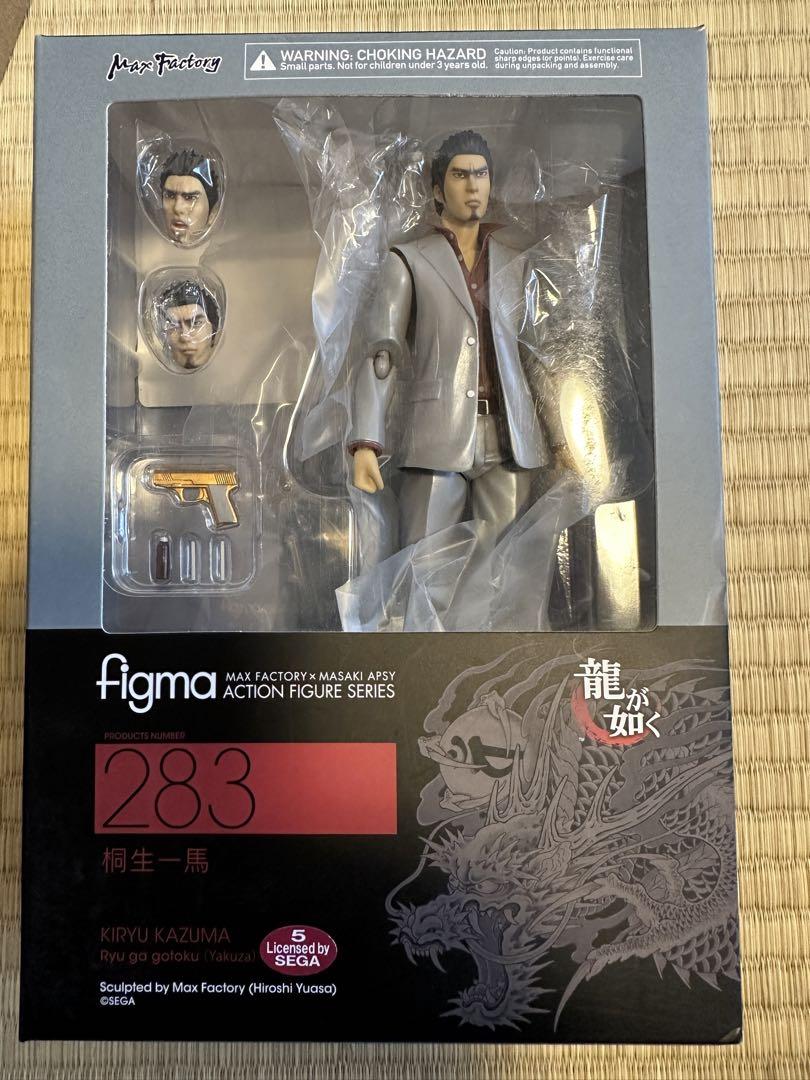 Max Factory
WARNING: CHOKING HAZARD
Small parts. Not for children under 3 years old.
Caution: Product contains functional
sharp edges (or points). Exercise care
during unpacking and assembly.
figma
MAX FACTORY × MASAKI APSY
ACTION FIGURE SERIES
龍が
如く
TM
PRODUCTS NUMBER
283
桐生一馬
KIRYU KAZUMA
Ryu ga gotoku (Yakuza)
5
Licensed by
SEGA
Sculpted by Max Factory (Hiroshi Yuasa)
©SEGA